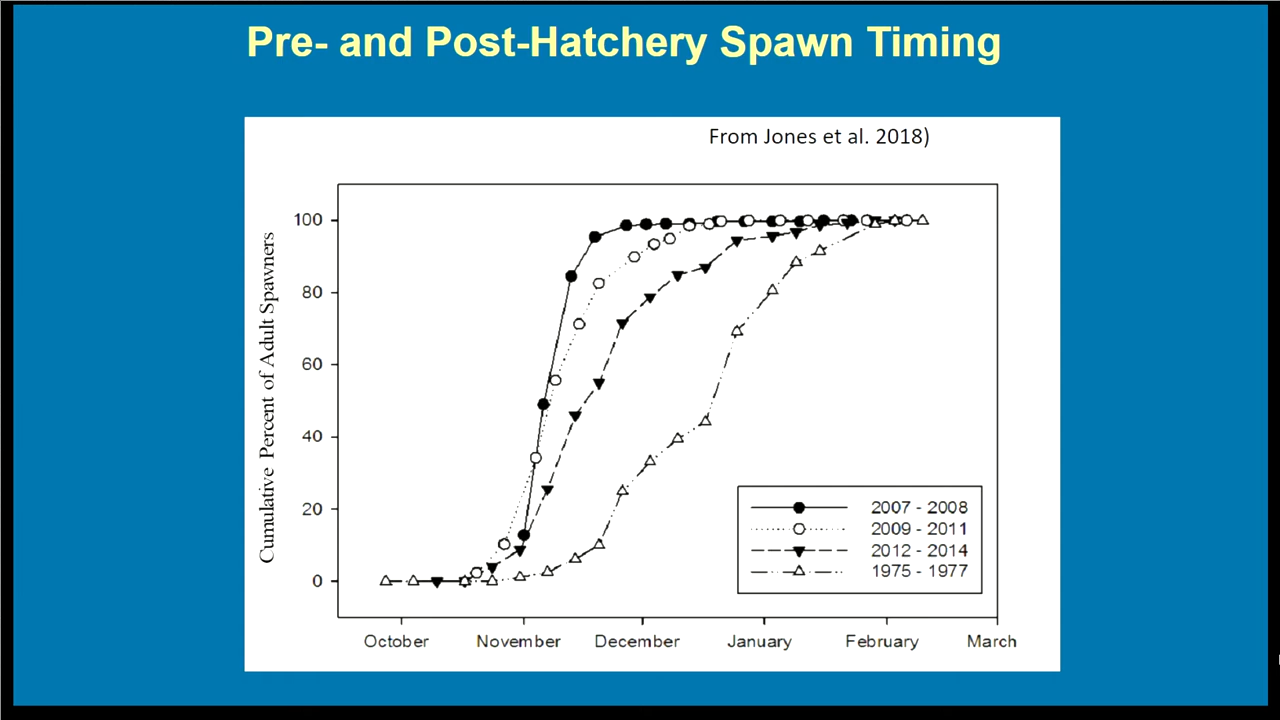 Pre- and Post-Hatchery Spawn Timing
From Jones et al. 2018)
Cumulative Percent of Adult Spawners
100
80
60
40
20
0
2007 - 2008
2009 - 2011
2012 - 2014
1975 - 1977
October November December January February March